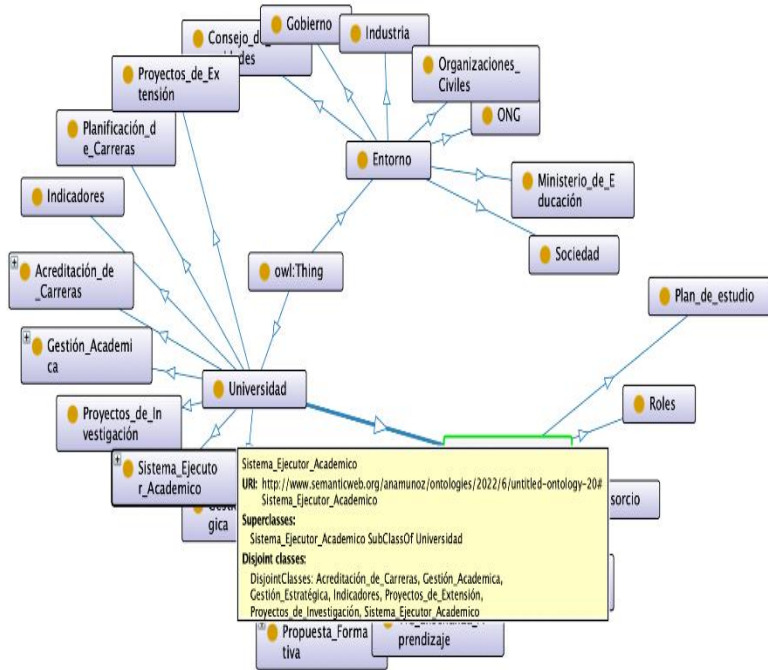 Gobierno
Industria
Consejo_de_
idades
Organizaciones_
Civiles
Proyectos_de_Ex
tensión
ONG
Planificación_d
e_Carreras
Entorno
Ministerio_de_E
ducación
Indicadores
Sociedad
Acreditación_de
_Carreras
owl:Thing
Plan_de_estudio
Gestión_Academi
ca
Universidad
Roles
Proyectos_de_In
vestigación
Sistema_Ejecuto
r_Academico
gica
sorcio
Sistema_Ejecutor_Academico
URI: http://www.semanticweb.org/anamunoz/ontologies/2022/6/untitled-ontology-20#
Sistema_Ejecutor_Academico
Superclasses:
Sistema_Ejecutor_Academico SubClassOf Universidad
Disjoint classes:
DisjointClasses: Acreditación_de_Carreras, Gestión_Academica,
Gestión_Estratégica, Indicadores, Proyectos_de_Extensión,
Proyectos_de_Investigación, Sistema_Ejecutor_Academico
Propuesta_Forma
tiva
prendizaje